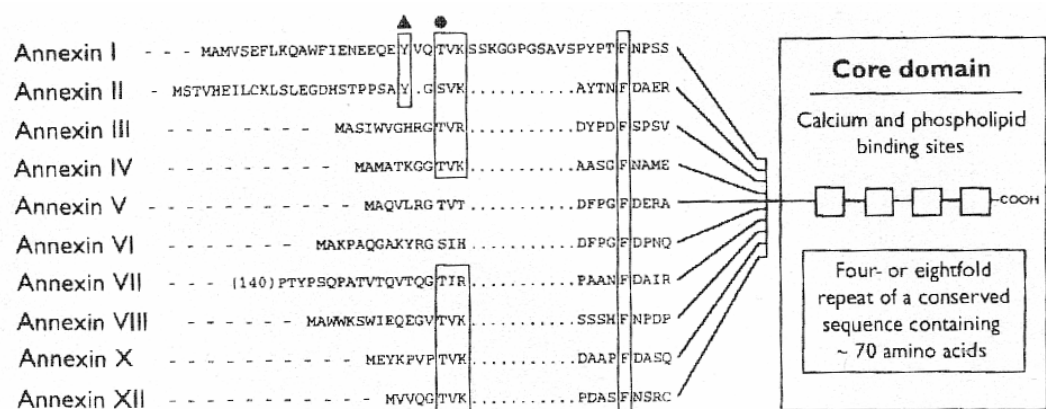 Annexin I - - - MAMVSEFLKQAWFIENEEQEYVQTVKSSKGGPGSAVSPYPTFNPSS
Annexin II - MSTVHEILCKLSLEGDHSTPPSAY.GSVK..........AYTNFDAER
Annexin III - - - - - - - - MASIWVGHRGTVR..........DYPDFSPSV
Annexin IV - - - - - - - - - MAMATKGGTVK..........AASGFNAME
Annexin V - - - - - - - - - MAQVLRGTVT..........DFPGFDERA
Annexin VI - - - - - - - MAKPAQGAKYRGSIH..........DFPGFDPNQ
Annexin VII - - - (140)PTYPSQPATVTQVTQGTIR..........PAANFDAIR
Annexin VIII - - - - - - MAWWKSWIEQEGVTVK..........SSSHFNPDP
Annexin X - - - - - - - - - MEYKPVPTVK..........DAAPFDASQ
Annexin XII - - - - - - - - - - MVVQGTVK..........PDASFNSRC
Core domain
Calcium and phospholipid
binding sites
COOH
Four- or eightfold
repeat of a conserved
sequence containing
~ 70 amino acids